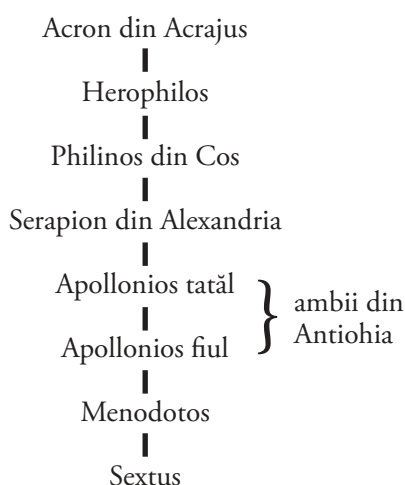 Acron din Acrajus
Herophilos
Philinos din Cos
Serapion din Alexandria
Apollonios tatăl
ambii din
Antiohia
Apollonios fiul
Menodotos
Sextus